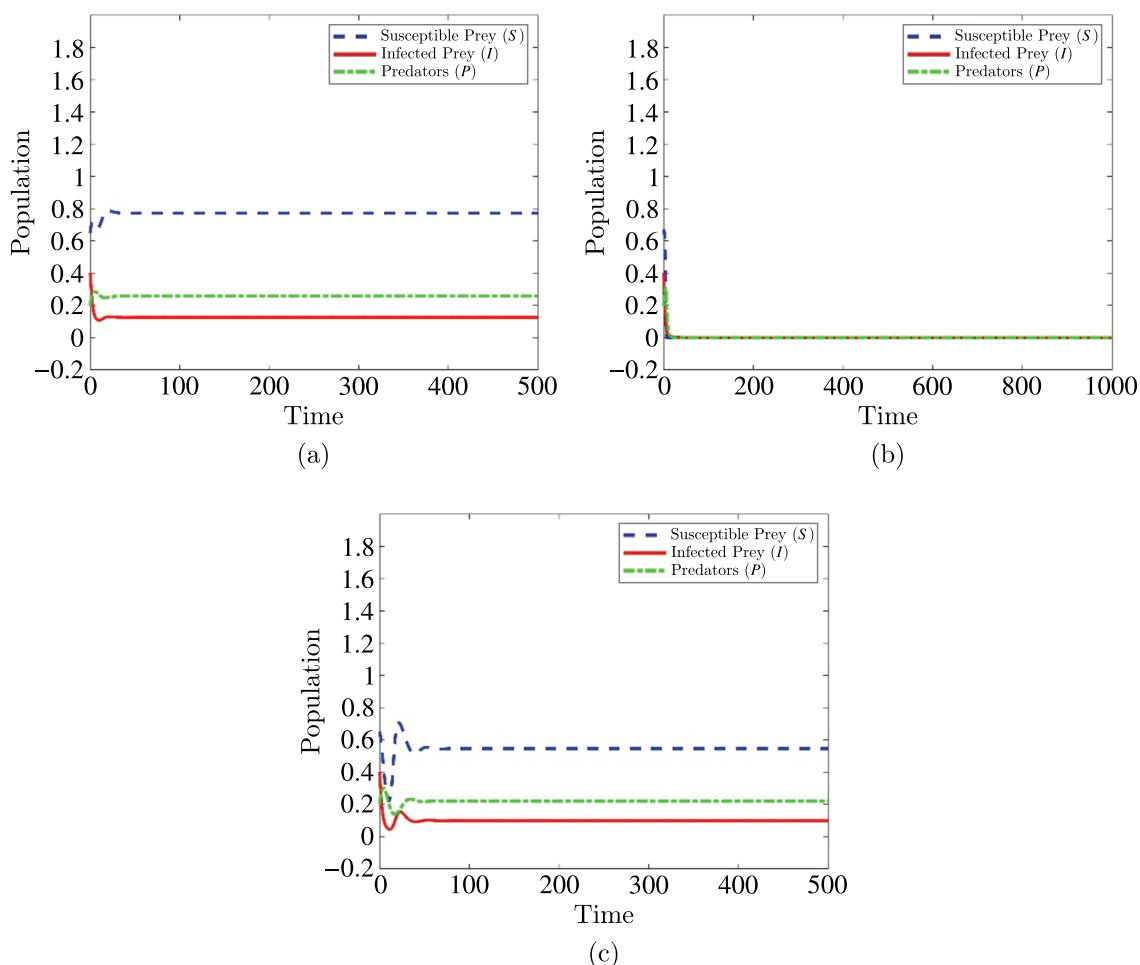 1.8
1.6
1.4
1.2
1
0.8
0.6
0.4
0.2
0
−0.2
Population
Susceptible Prey (S)
Infected Prey (I)
Predators (P)
0 100 200 300 400 500
Time
(a)
1.8
1.6
1.4
1.2
1
0.8
0.6
0.4
0.2
0
−0.2
Population
Susceptible Prey (S)
Infected Prey (I)
Predators (P)
0 200 400 600 800 1000
Time
(b)
1.8
1.6
1.4
1.2
1
0.8
0.6
0.4
0.2
0
−0.2
Population
Susceptible Prey (S)
Infected Prey (I)
Predators (P)
0 100 200 300 400 500
Time
(c)